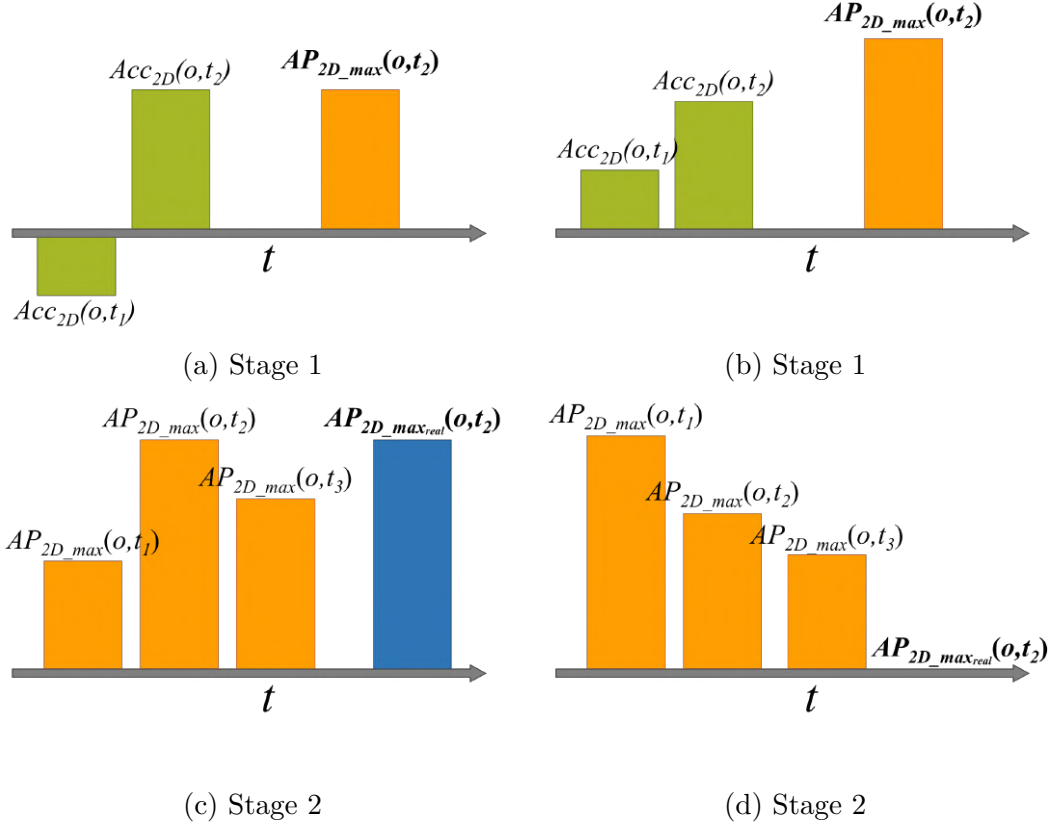 Acc2D(o,t2)
AP2D_max(o,t2)
Acc2D(o,t1)
t
(a) Stage 1
AP2D_max(o,t2)
Acc2D(o,t2)
Acc2D(o,t1)
t
(b) Stage 1
AP2D_max(o,t2)
AP2D_maxreal(o,t2)
AP2D_max(o,t3)
AP2D_max(o,t1)
t
(c) Stage 2
AP2D_max(o,t1)
AP2D_max(o,t2)
AP2D_max(o,t3)
AP2D_maxreal(o,t2)
t
(d) Stage 2